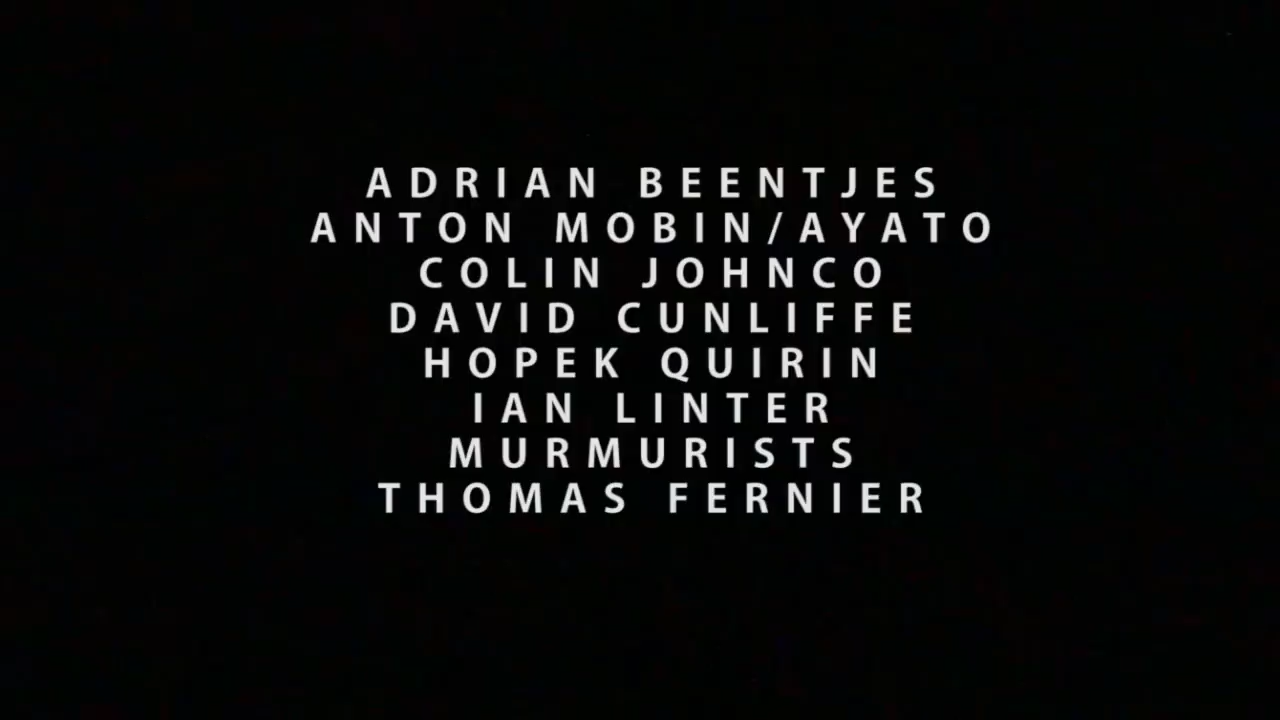 ADRIAN BEENTJES
ANTON MOBIN/AYATO
COLIN JOHNCO
DAVID CUNLIFFE
HOPEK QUIRIN
IAN LINTER
MURMURISTS
THOMAS FERNIER